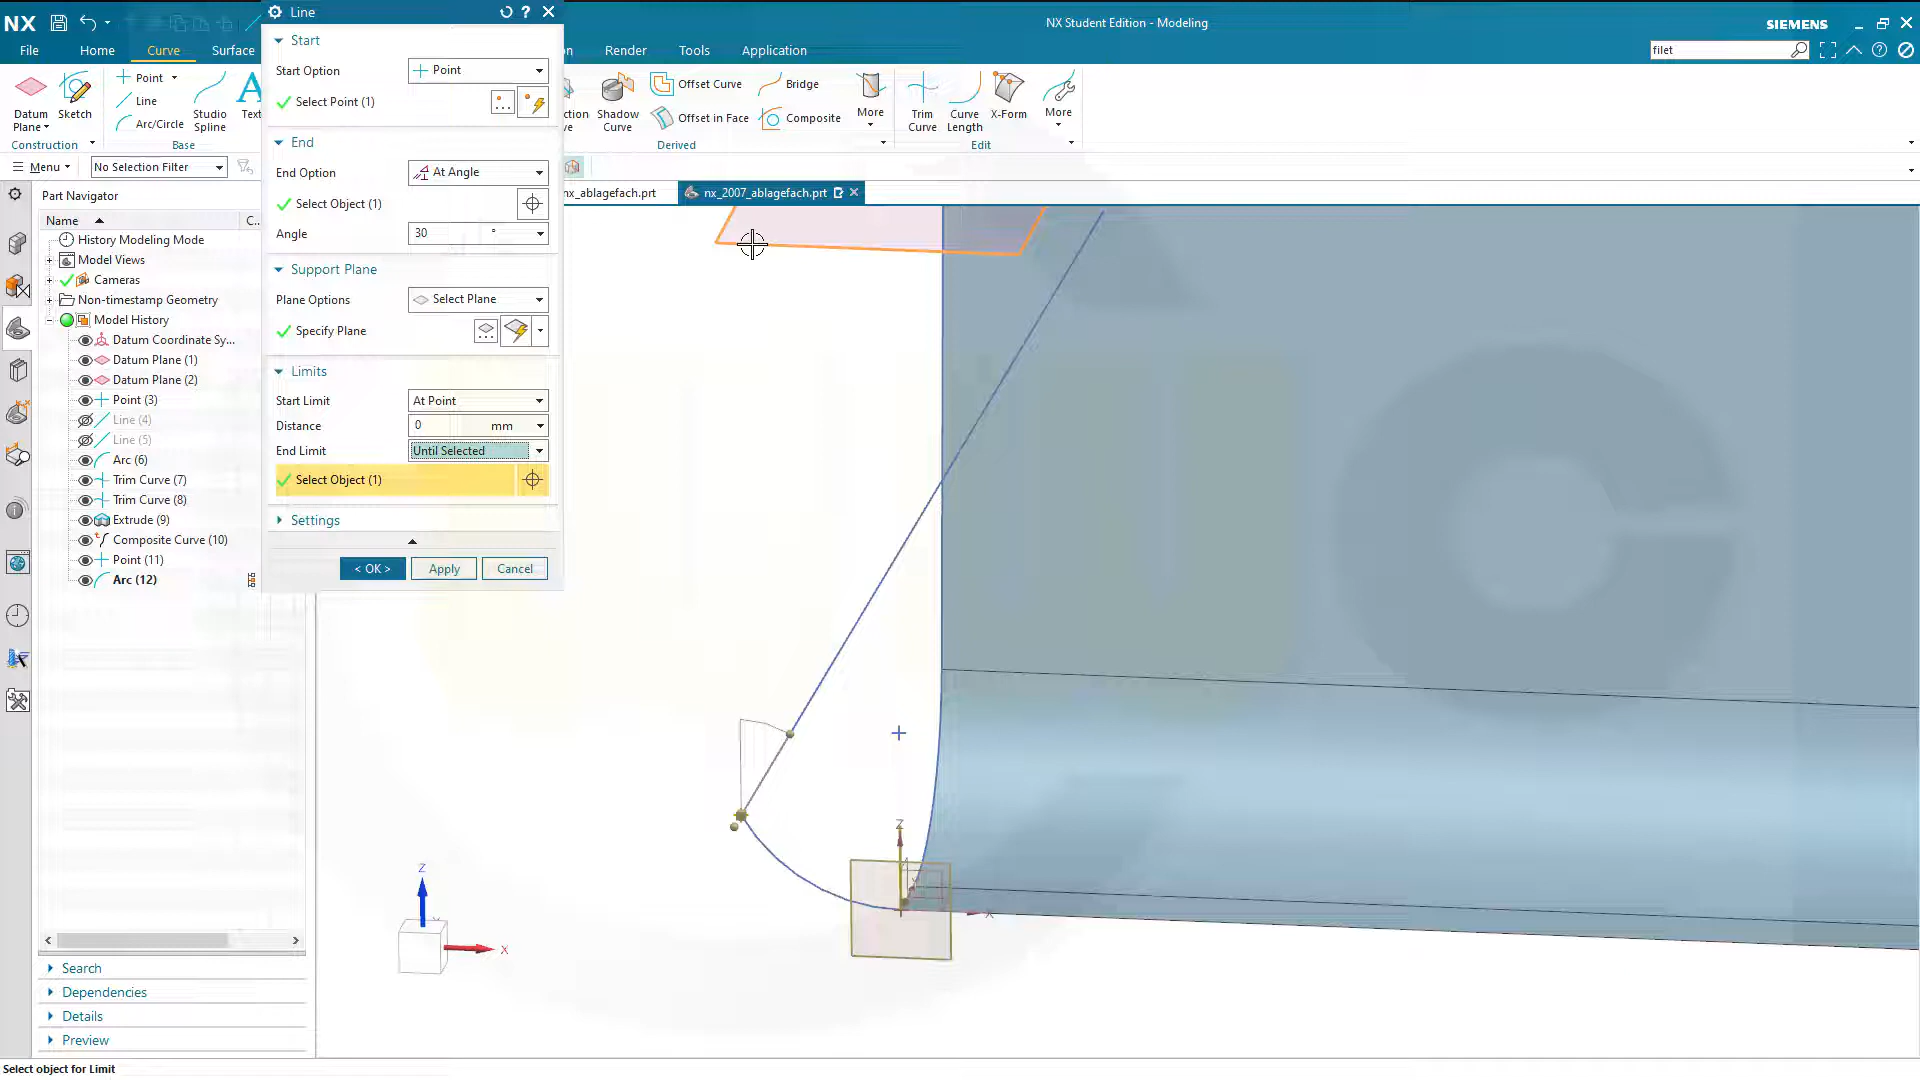 NX
Line
NX Student Edition - Modeling
SIEMENS
File
Home
Curve
Surface
Render
Tools
Application
filet
Datum Plane
Sketch
Point
Line
Arc/Circle
Studio Spline
Text
Base
Construction
Shadow Curve
Offset Curve
Offset in Face
Bridge
Composite
More
Derived
Trim Curve
Curve Length
X-Form
More
Edit
Menu
No Selection Filter
nx_ablagefach.prt
nx_2007_ablagefach.prt
Start
Start Option
Point
Select Point (1)
End
End Option
At Angle
Select Object (1)
Angle
30
°
Support Plane
Plane Options
Select Plane
Specify Plane
Limits
Start Limit
At Point
Distance
0
mm
End Limit
Until Selected
Select Object (1)
Settings
< OK >
Apply
Cancel
Part Navigator
Name
C...
History Modeling Mode
Model Views
Cameras
Non-timestamp Geometry
Model History
Datum Coordinate Sy...
Datum Plane (1)
Datum Plane (2)
Point (3)
Line (4)
Line (5)
Arc (6)
Trim Curve (7)
Trim Curve (8)
Extrude (9)
Composite Curve (10)
Point (11)
Arc (12)
Search
Dependencies
Details
Preview
Z
X
Z
X
Select object for Limit